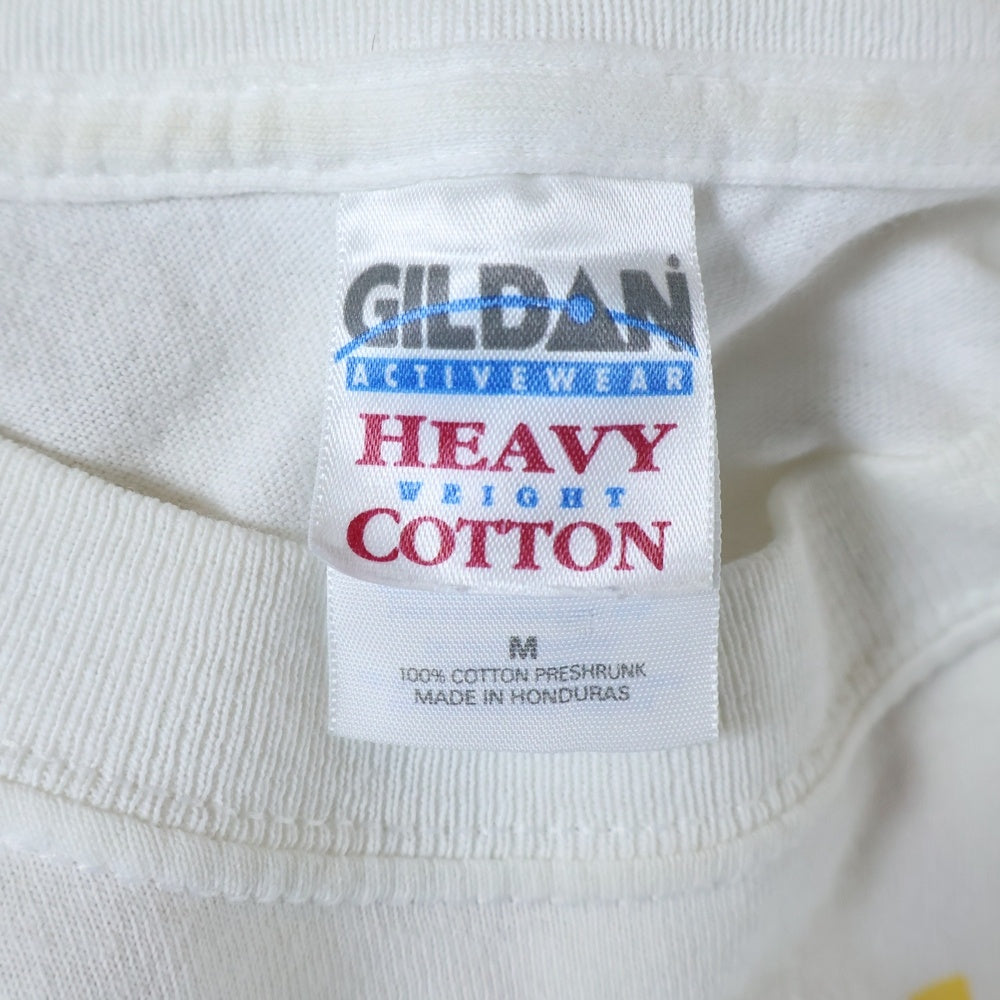 GILDAN®
ACTIVEWEAR
HEAVY
WEIGHT
COTTON
M
100% COTTON PRESHRUNK
MADE IN HONDURAS